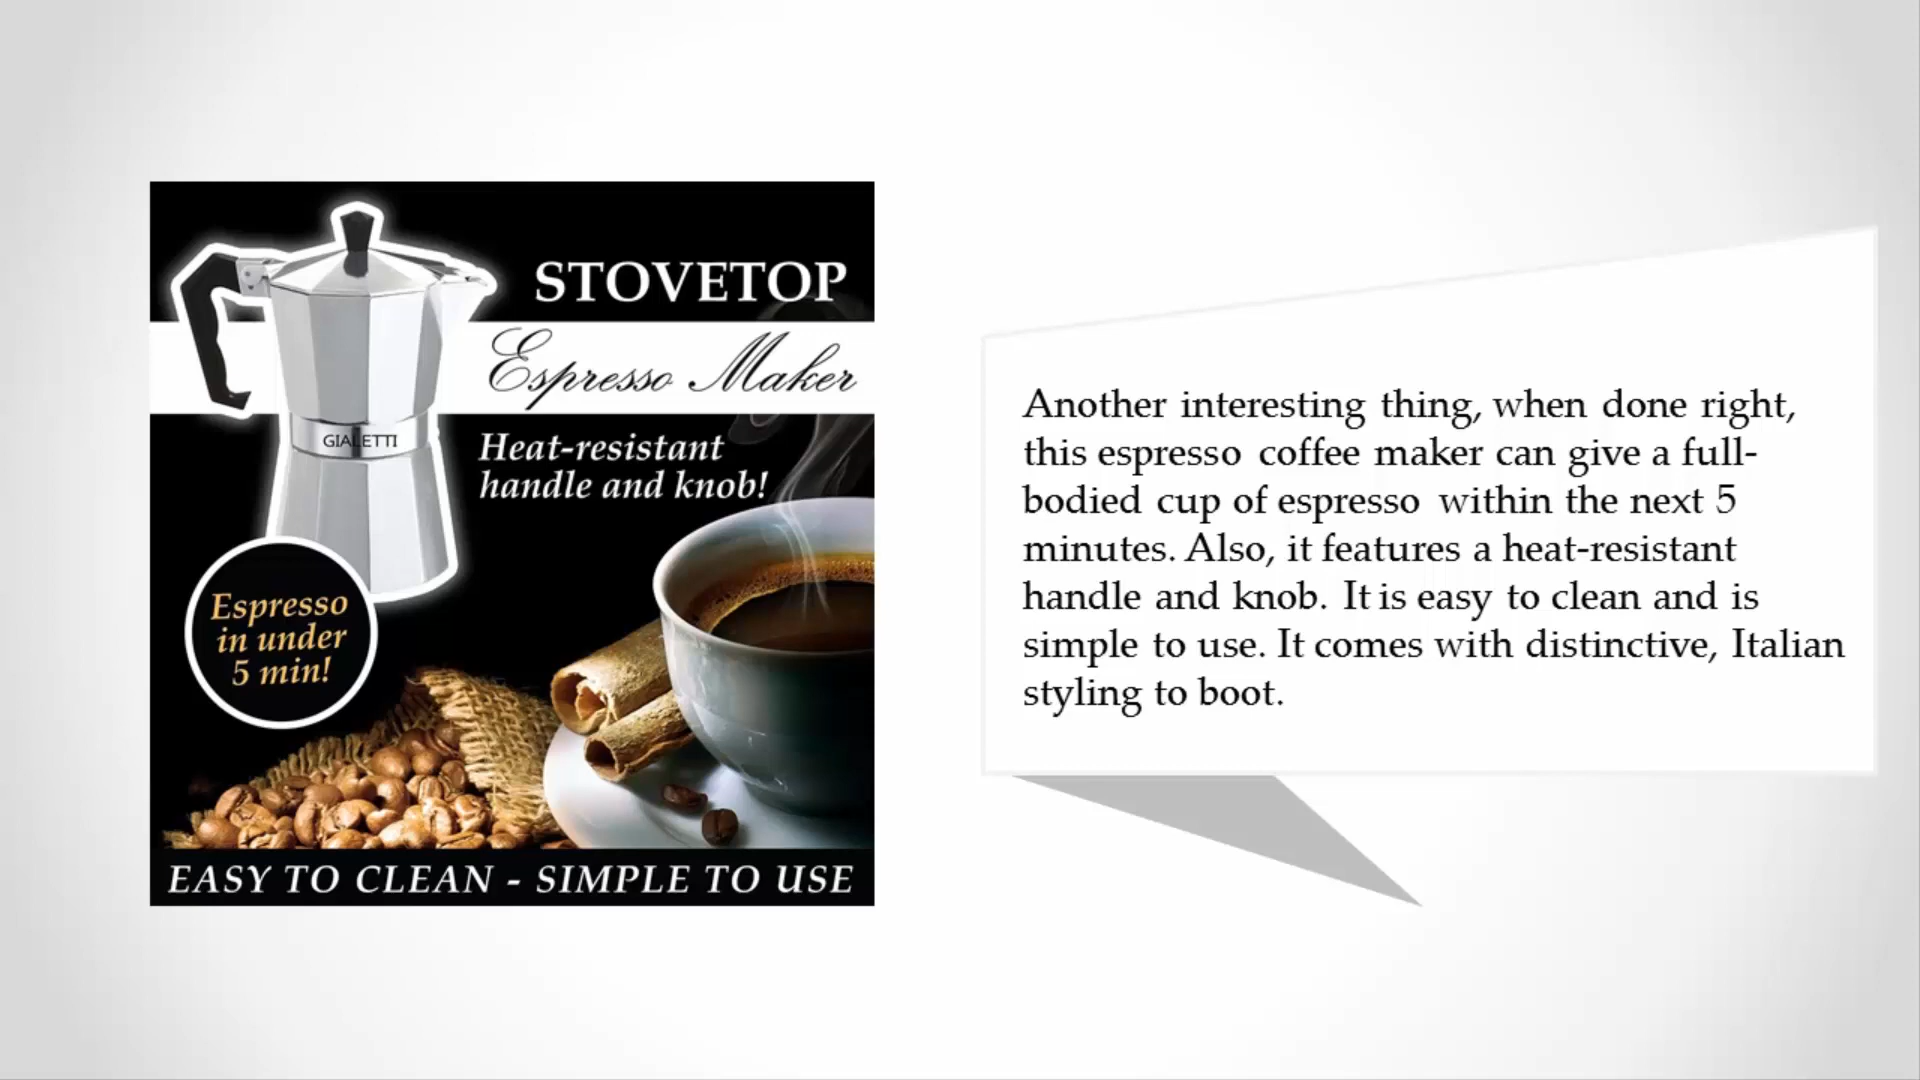 STOVETOP
Espresso Maker
GIALETTI
Heat-resistant
handle and knob!
Espresso
in under
5 min!
EASY TO CLEAN - SIMPLE TO USE
Another interesting thing, when done right,
this espresso coffee maker can give a full-
bodied cup of espresso within the next 5
minutes. Also, it features a heat-resistant
handle and knob. It is easy to clean and is
simple to use. It comes with distinctive, Italian
styling to boot.